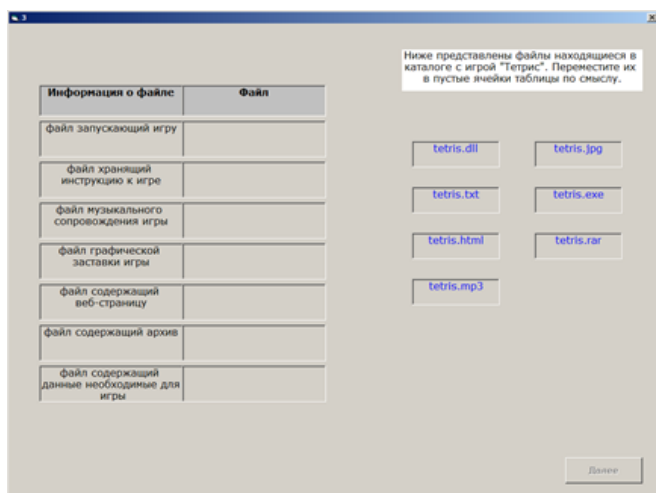 3
Ниже представлены файлы находящиеся в
каталоге с игрой "Тетрис". Переместите их
в пустые ячейки таблицы по смыслу.
Информация о файле Файл
файл запускающий игру
файл хранящий
инструкцию к игре
файл музыкального
сопровождения игры
файл графической
заставки игры
файл содержащий
веб-страницу
файл содержащий архив
файл содержащий
данные необходимые для
игры
tetris.dll tetris.jpg
tetris.txt tetris.exe
tetris.html tetris.rar
tetris.mp3
Далее